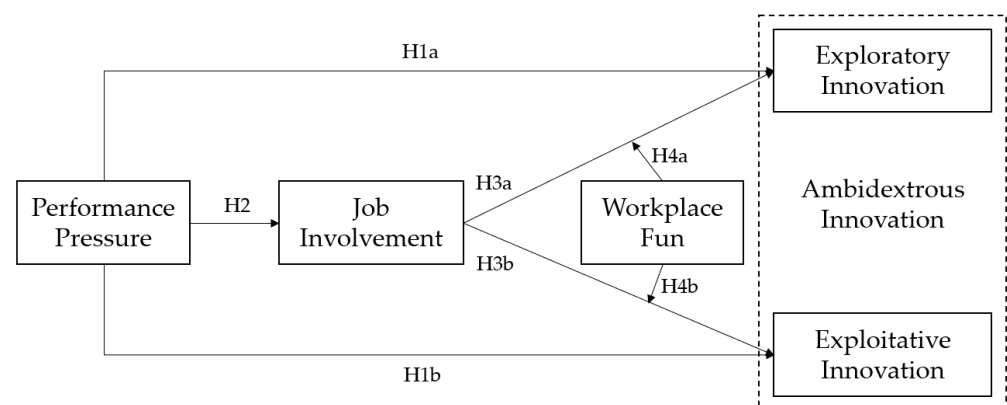 H1a
Exploratory
Innovation
H4a
H3a
Performance
Pressure
H2
Job
Involvement
Workplace
Fun
Ambidextrous
Innovation
H3b
H4b
Exploitative
Innovation
H1b